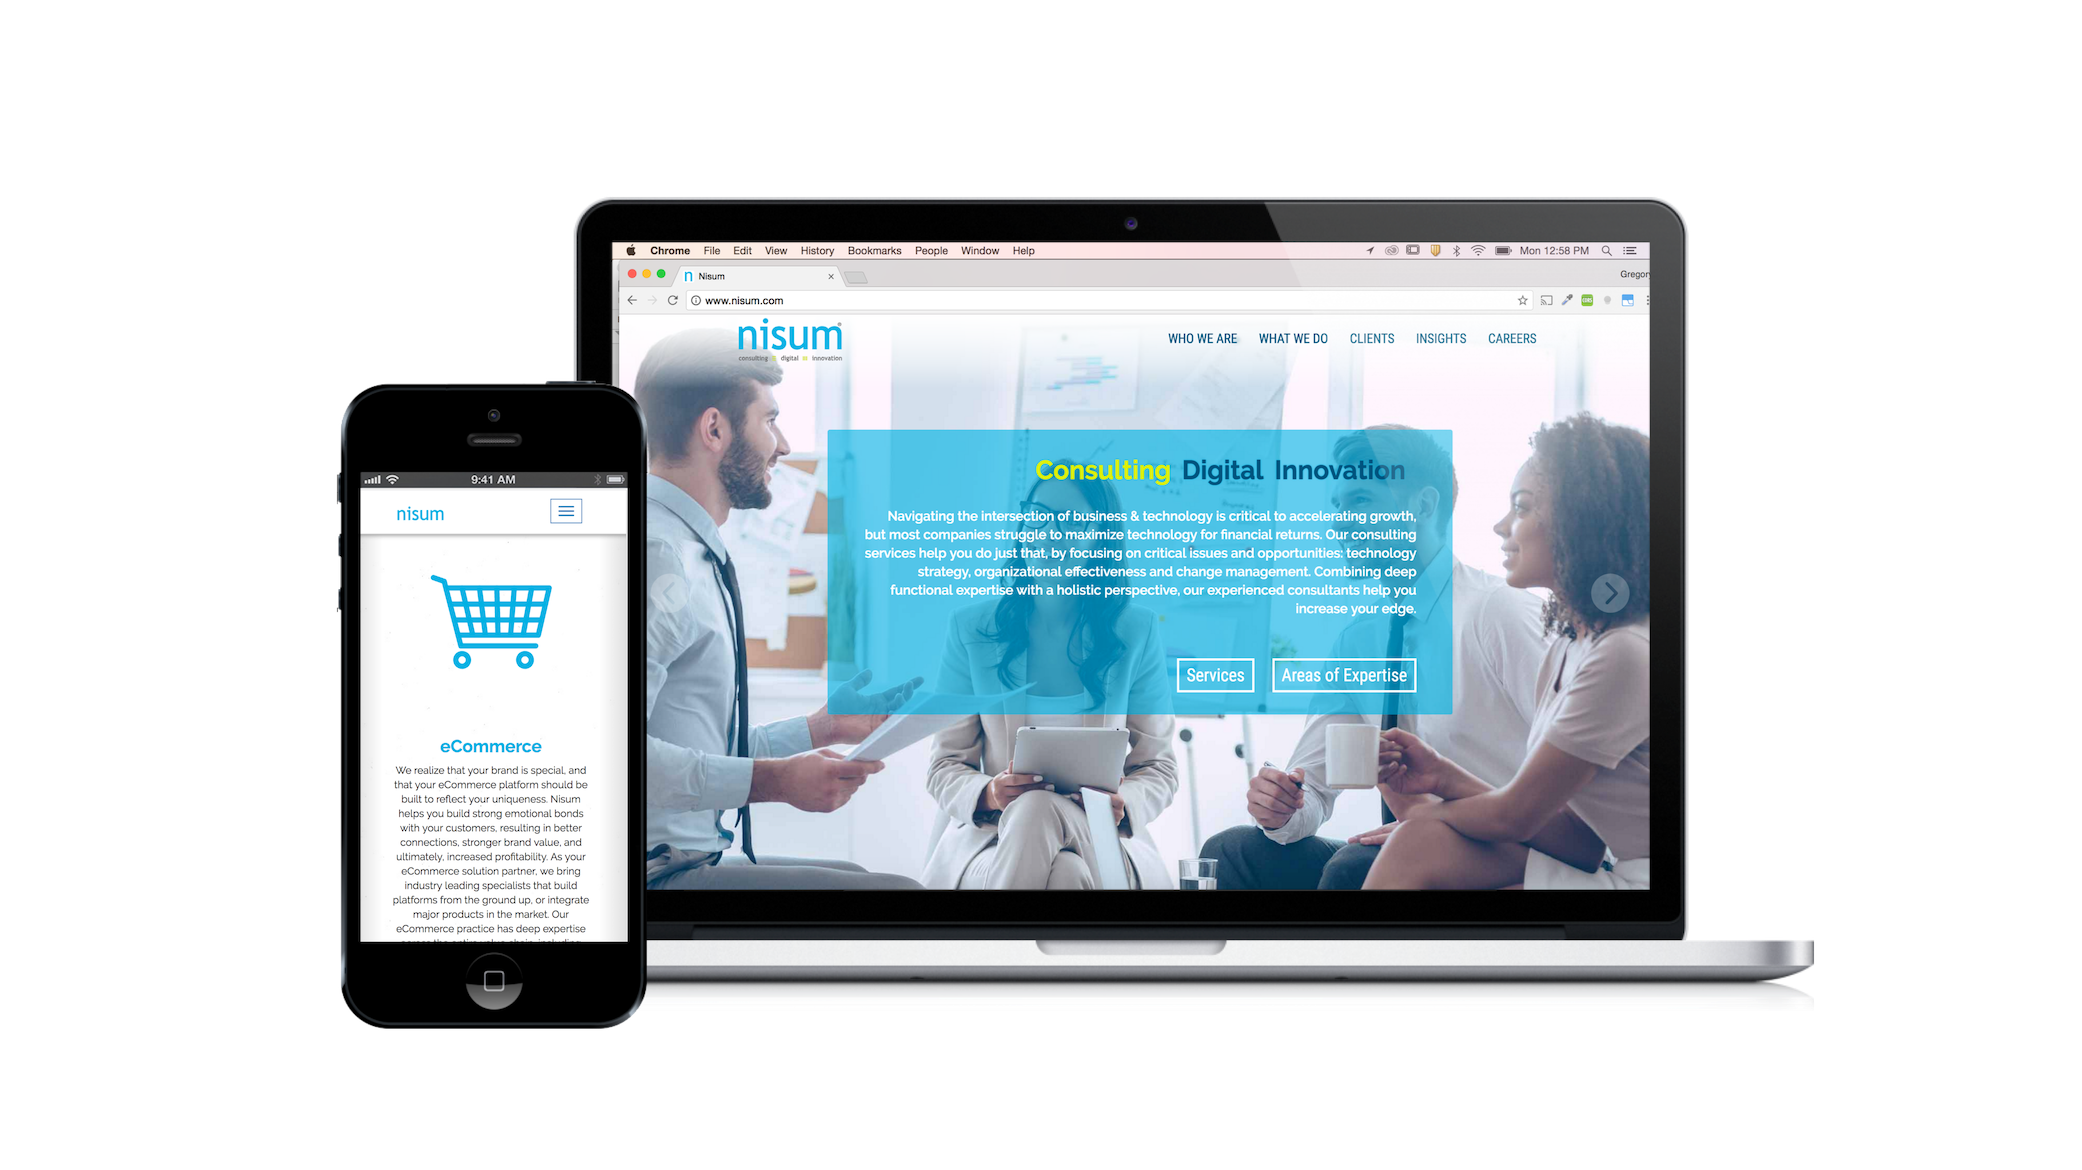 Chrome File Edit View History Bookmarks People Window Help Mon 12:58 PM
Nisum
Gregory
www.nisum.com
nisum
consulting digital innovation
WHO WE ARE WHAT WE DO CLIENTS INSIGHTS CAREERS
Consulting Digital Innovation
Navigating the intersection of business & technology is critical to accelerating growth,
but most companies struggle to maximize technology for financial returns. Our consulting
services help you do just that, by focusing on critical issues and opportunities: technology
strategy, organizational effectiveness and change management. Combining deep
functional expertise with a holistic perspective, our experienced consultants help you
increase your edge.
Services Areas of Expertise
9:41 AM
nisum
eCommerce
We realize that your brand is special, and
that your eCommerce platform should be
built to reflect your uniqueness. Nisum
helps you build strong emotional bonds
with your customers, resulting in better
connections, stronger brand value, and
ultimately, increased profitability. As your
eCommerce solution partner, we bring
industry leading specialists that build
platforms from the ground up, or integrate
major products in the market. Our
eCommerce practice has deep expertise